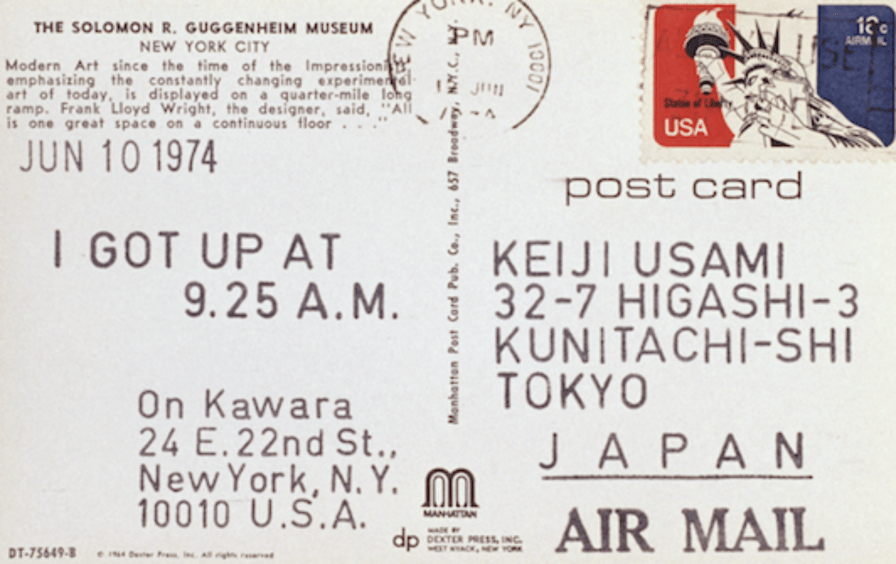 THE SOLOMON R. GUGGENHEIM MUSEUM
NEW YORK CITY
Modern Art since the time of the Impressionists
emphasizing the constantly changing experimental
art of today, is displayed on a quarter-mile long
ramp. Frank Lloyd Wright, the designer, said, "All
is one great space on a continuous floor . . ."
JUN 10 1974
I GOT UP AT
9.25 A.M.
On Kawara
24 E. 22nd St.,
New York, N.Y.
10010 U.S.A.
DT-75649-B
© 1964 Dexter Press, Inc. All rights reserved
NEW YORK, NY 10001
PM
JUN
Manhattan Post Card Pub. Co., Inc., 657 Broadway, N.Y.C., N.Y.
MANHATTAN
dp
MADE BY
DEXTER PRESS, INC.
WEST NYACK, NEW YORK
18c
AIRMAIL
Statue of Liberty
USA
post card
KEIJI USAMI
32-7 HIGASHI-3
KUNITACHI-SHI
TOKYO
JAPAN
AIR MAIL